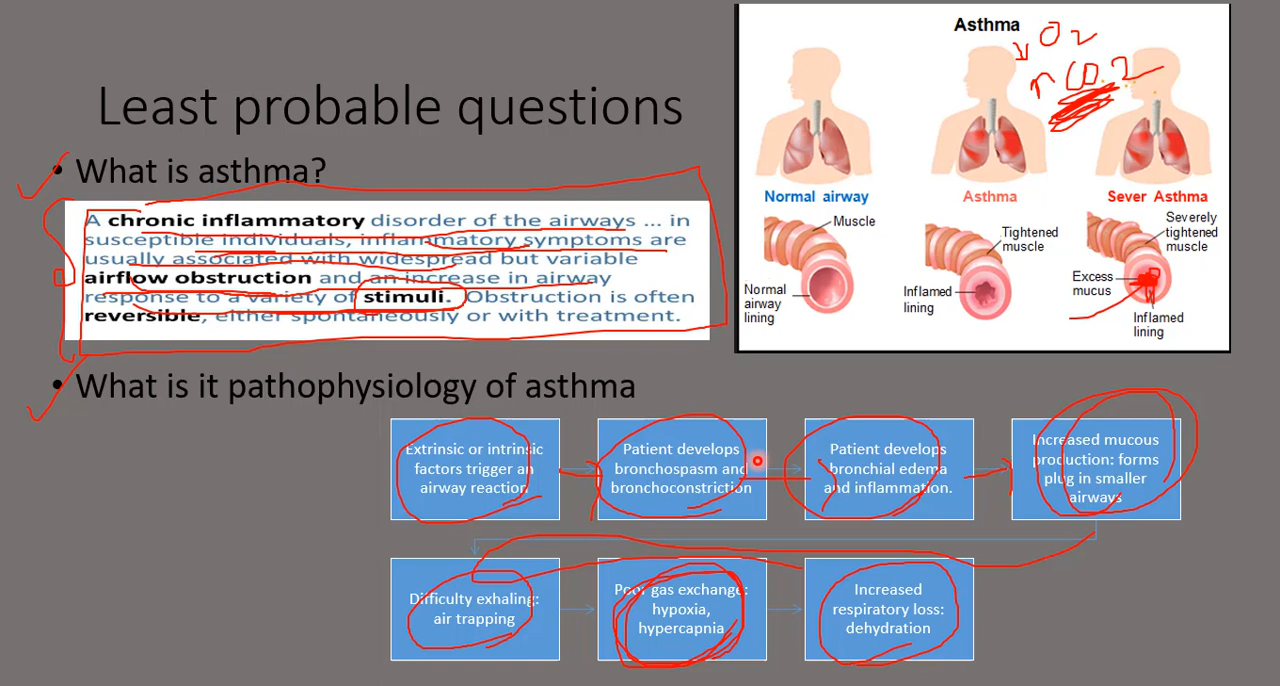 Least probable questions
• What is asthma?
A chronic inflammatory disorder of the airways ... in
susceptible individuals, inflammatory symptoms are
usually associated with widespread but variable
airflow obstruction and an increase in airway
response to a variety of stimuli. Obstruction is often
reversible, either spontaneously or with treatment.
Asthma
↓ O2
↑ CO2
Normal airway
Asthma
Sever Asthma
Muscle
Normal
airway
lining
Tightened
muscle
Inflamed
lining
Severely
tightened
muscle
Excess
mucus
Inflamed
lining
• What is it pathophysiology of asthma
Extrinsic or intrinsic
factors trigger an
airway reaction
Patient develops
bronchospasm and
bronchoconstriction
Patient develops
bronchial edema
and inflammation.
Increased mucous
production: forms
plug in smaller
airways
Difficulty exhaling:
air trapping
Poor gas exchange:
hypoxia,
hypercapnia
Increased
respiratory loss:
dehydration